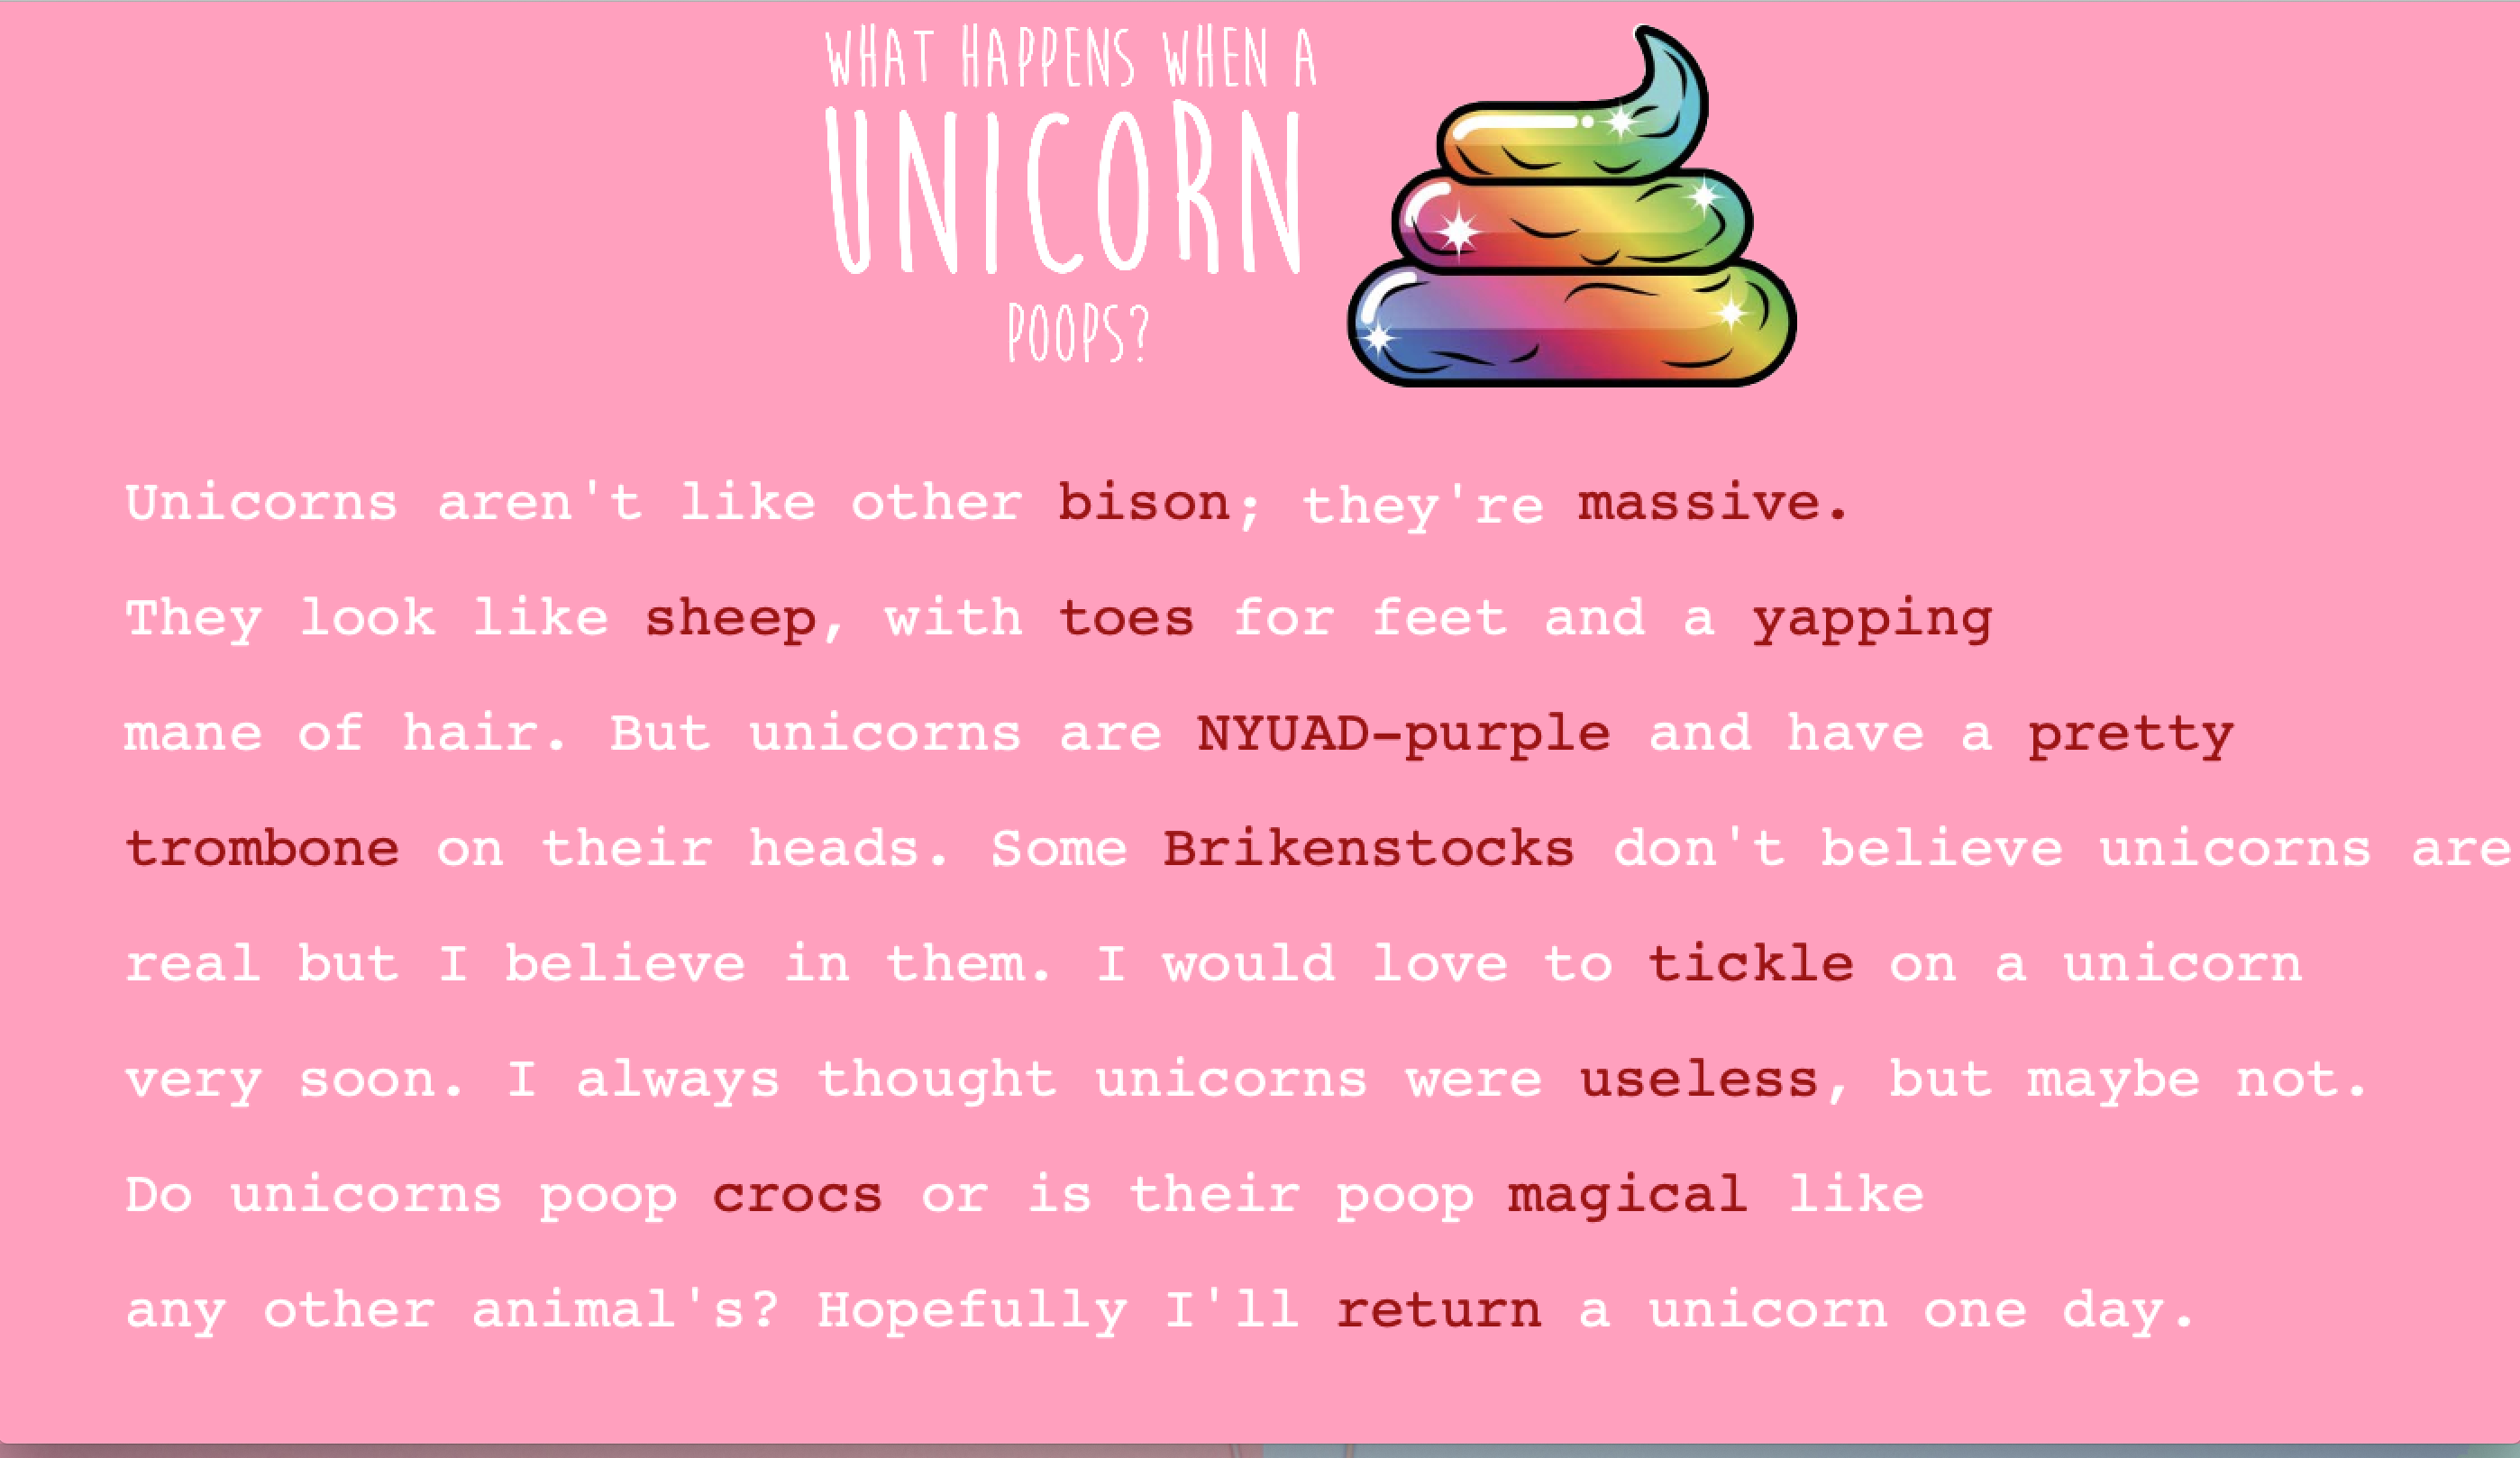 WHAT HAPPENS WHEN A
UNICORN
POOPS?
Unicorns aren't like other bison; they're massive.
They look like sheep, with toes for feet and a yapping
mane of hair. But unicorns are NYUAD-purple and have a pretty
trombone on their heads. Some Brikenstocks don't believe unicorns are
real but I believe in them. I would love to tickle on a unicorn
very soon. I always thought unicorns were useless, but maybe not.
Do unicorns poop crocs or is their poop magical like
any other animal's? Hopefully I'll return a unicorn one day.